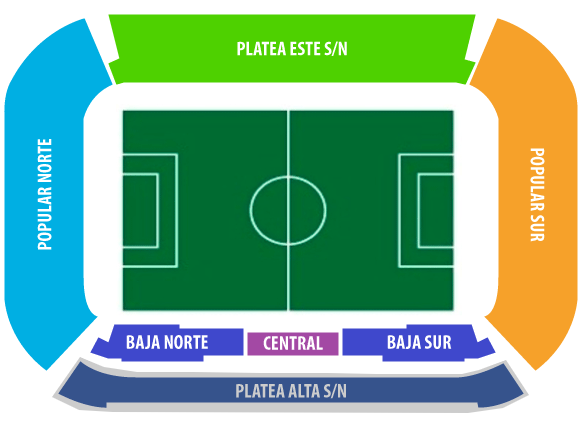 PLATEA ESTE S/N
POPULAR NORTE
POPULAR SUR
BAJA NORTE
CENTRAL
BAJA SUR
PLATEA ALTA S/N